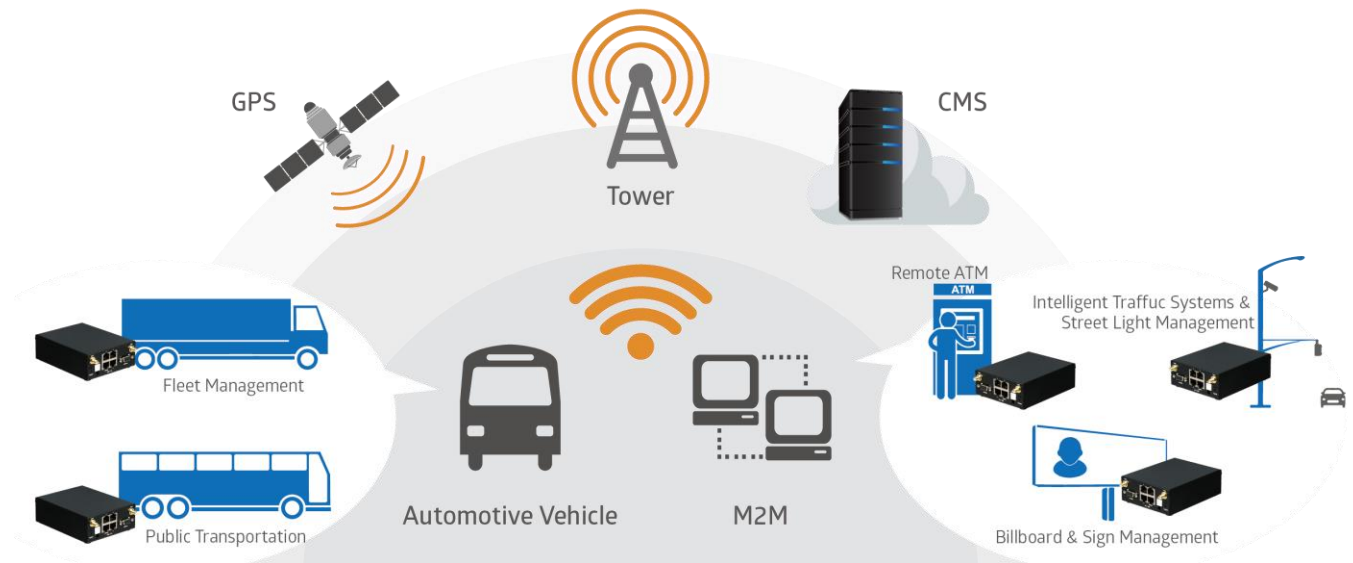 GPS
Tower
CMS
Remote ATM
ATM
Intelligent Traffuc Systems &
Street Light Management
Fleet Management
Public Transportation
Automotive Vehicle
M2M
Billboard & Sign Management